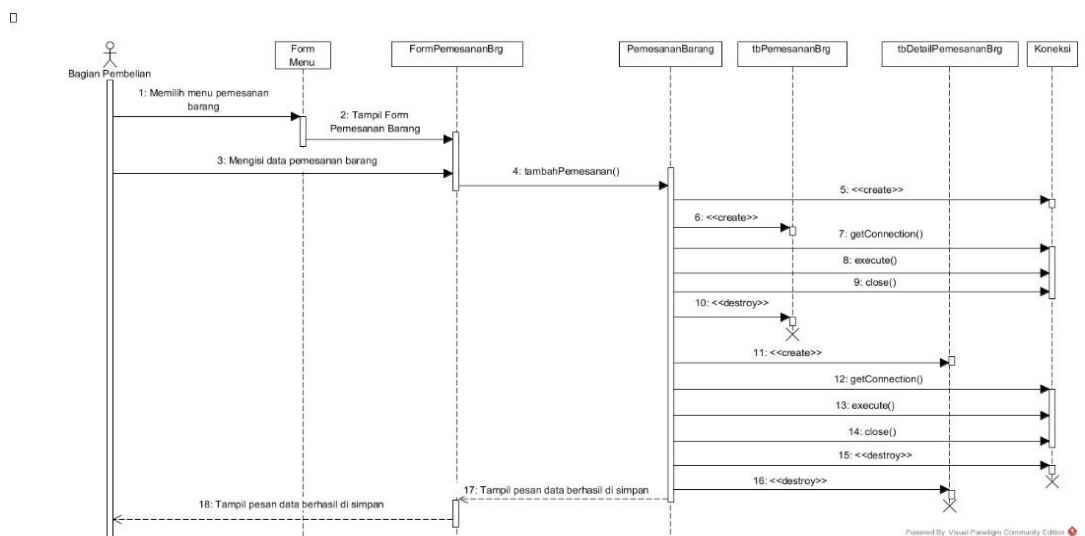 Form
Menu
FormPemesananBrg
PemesananBarang
tbPemesananBrg
tbDetailPemesananBrg
Koneksi
Bagian Pembelian
1: Memilih menu pemesanan
barang
2: Tampil Form
Pemesanan Barang
3: Mengisi data pemesanan barang
4: tambahPemesanan()
5: <<create>>
6: <<create>>
7: getConnection()
8: execute()
9: close()
10: <<destroy>>
11: <<create>>
12: getConnection()
13: execute()
14: close()
15: <<destroy>>
16: <<destroy>>
17: Tampil pesan data berhasil di simpan
18: Tampil pesan data berhasil di simpan
Powered By Visual Paradigm Community Edition